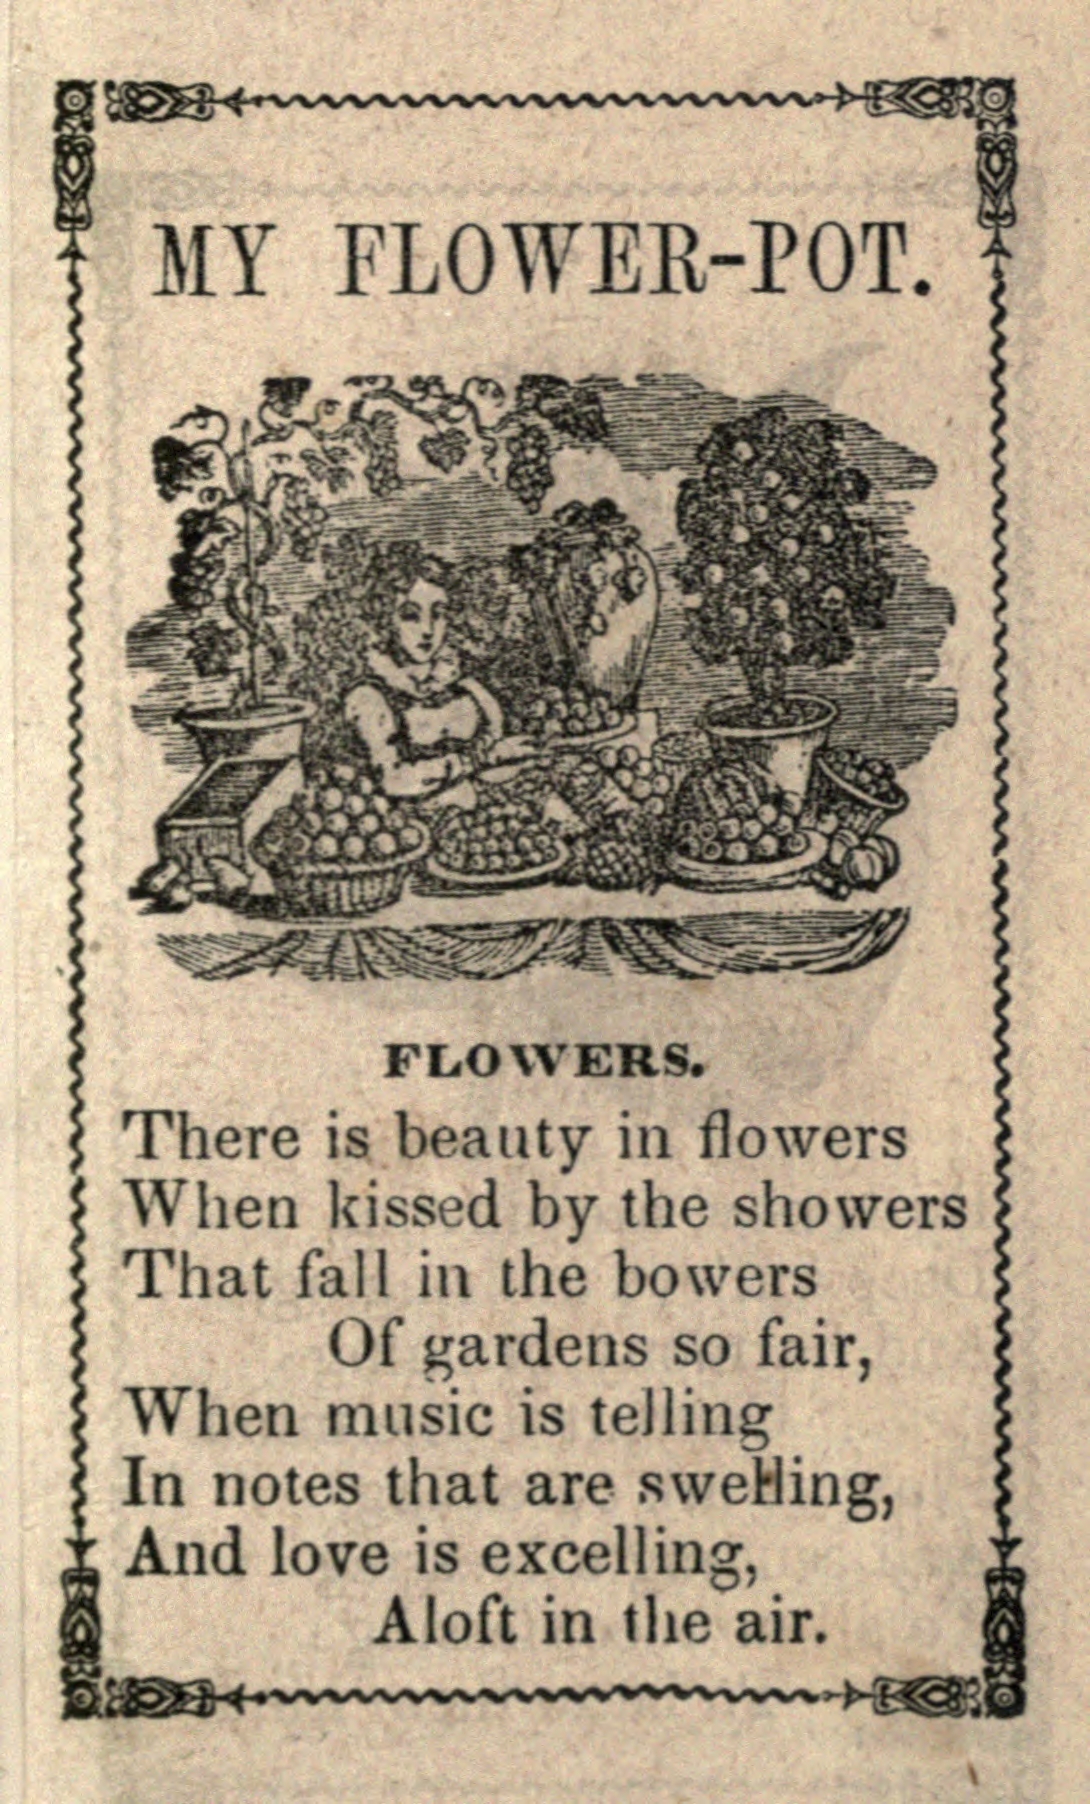 MY FLOWER-POT.
FLOWERS.
There is beauty in flowers
When kissed by the showers
That fall in the bowers
Of gardens so fair,
When music is telling
In notes that are swelling,
And love is excelling,
Aloft in the air.